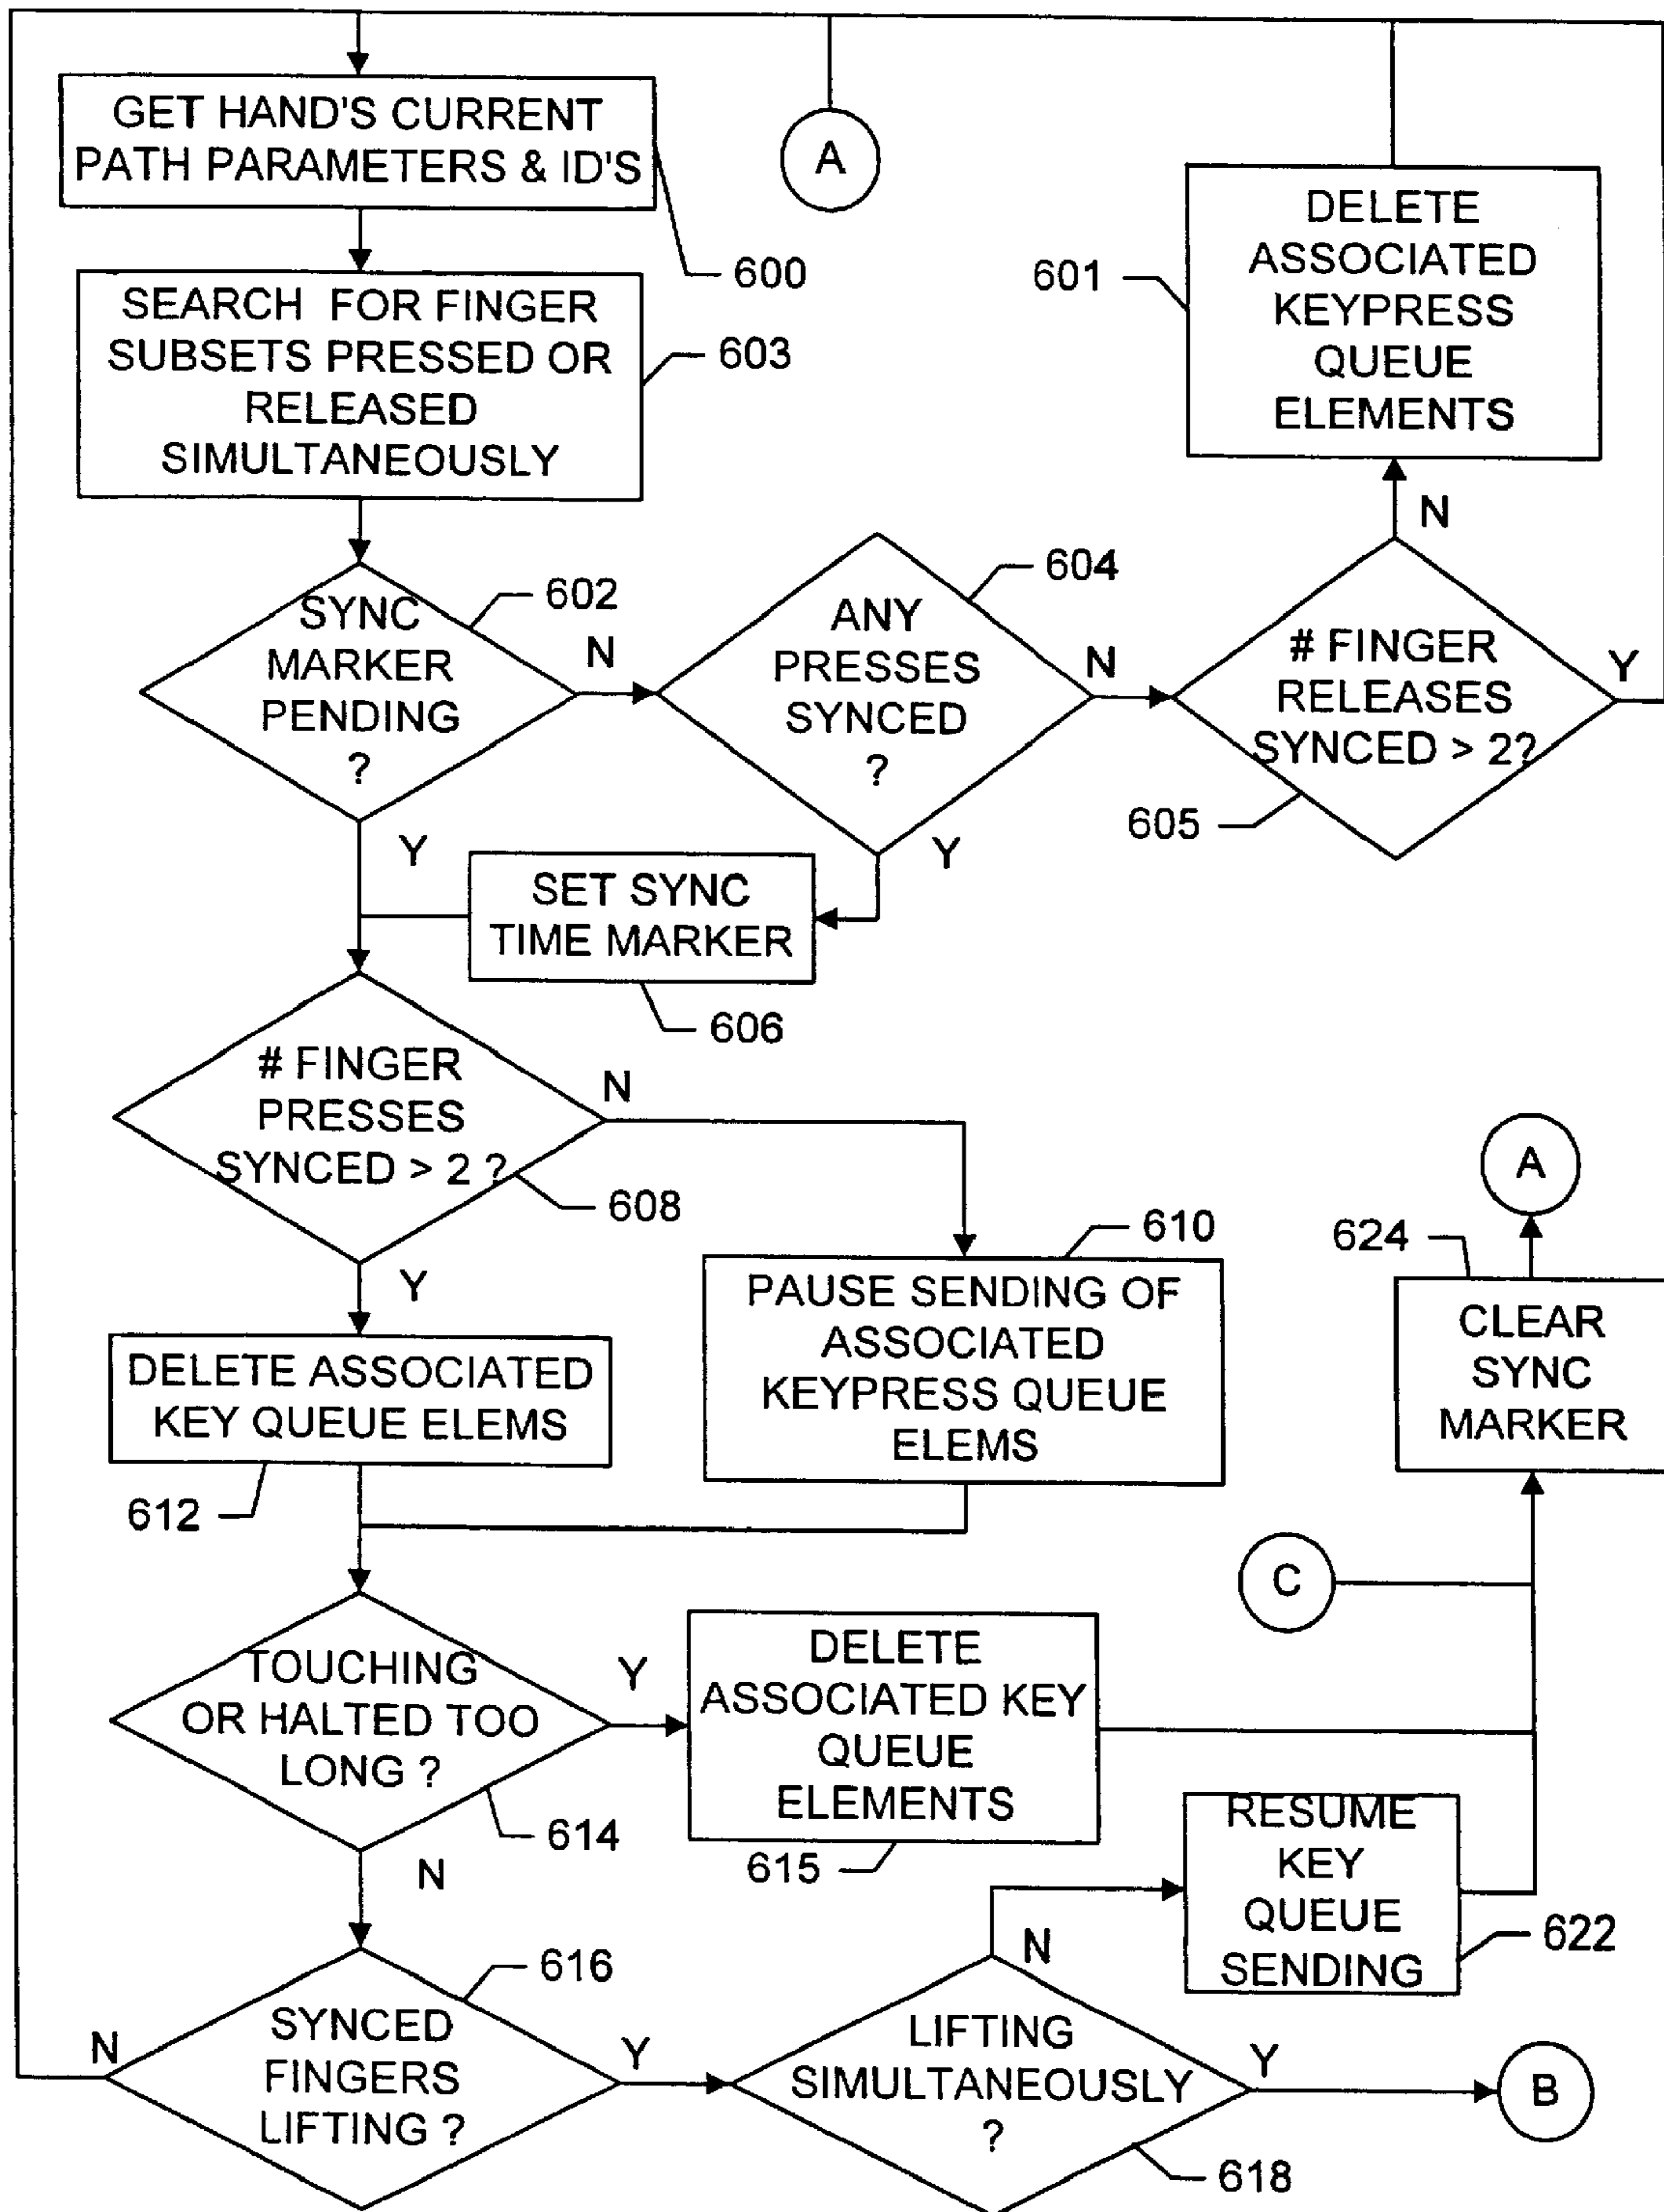 GET HAND'S CURRENT
PATH PARAMETERS & ID'S
600
A
DELETE
ASSOCIATED
KEYPRESS
QUEUE
ELEMENTS
601
SEARCH FOR FINGER
SUBSETS PRESSED OR
RELEASED
SIMULTANEOUSLY
603
SYNC
MARKER
PENDING
?
602
N
Y
ANY
PRESSES
SYNCED
?
604
N
Y
# FINGER
RELEASES
SYNCED > 2?
605
N
Y
SET SYNC
TIME MARKER
606
# FINGER
PRESSES
SYNCED > 2 ?
608
N
Y
PAUSE SENDING OF
ASSOCIATED
KEYPRESS QUEUE
ELEMS
610
DELETE ASSOCIATED
KEY QUEUE ELEMS
612
A
624
CLEAR
SYNC
MARKER
C
TOUCHING
OR HALTED TOO
LONG ?
614
Y
N
DELETE
ASSOCIATED KEY
QUEUE
ELEMENTS
615
RESUME
KEY
QUEUE
SENDING
622
SYNCED
FINGERS
LIFTING ?
616
N
Y
LIFTING
SIMULTANEOUSLY
?
618
N
Y
B